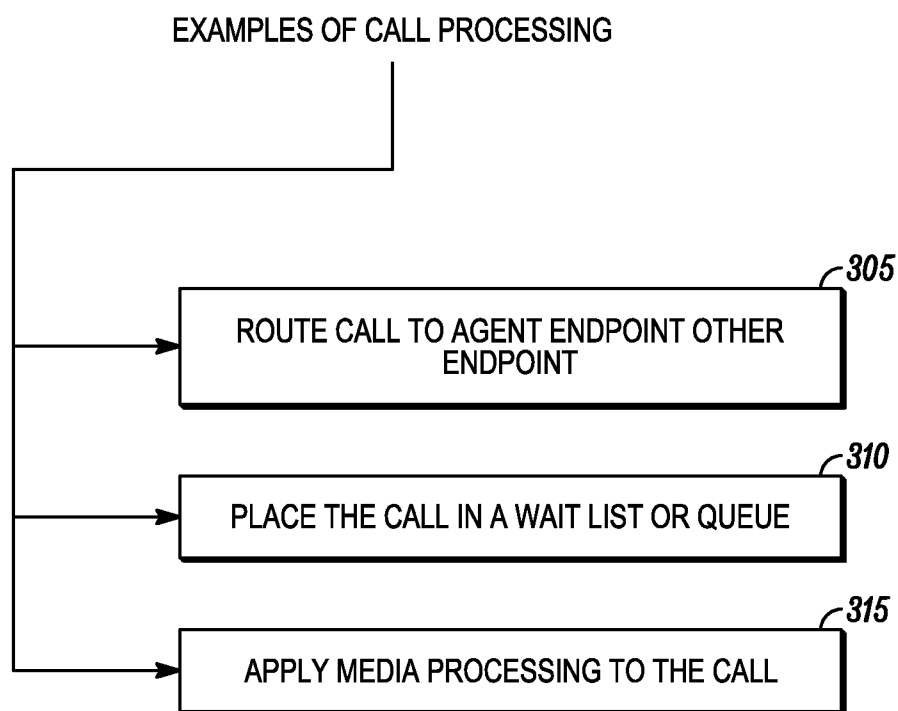 EXAMPLES OF CALL PROCESSING
305
ROUTE CALL TO AGENT ENDPOINT OTHER
ENDPOINT
310
PLACE THE CALL IN A WAIT LIST OR QUEUE
315
APPLY MEDIA PROCESSING TO THE CALL